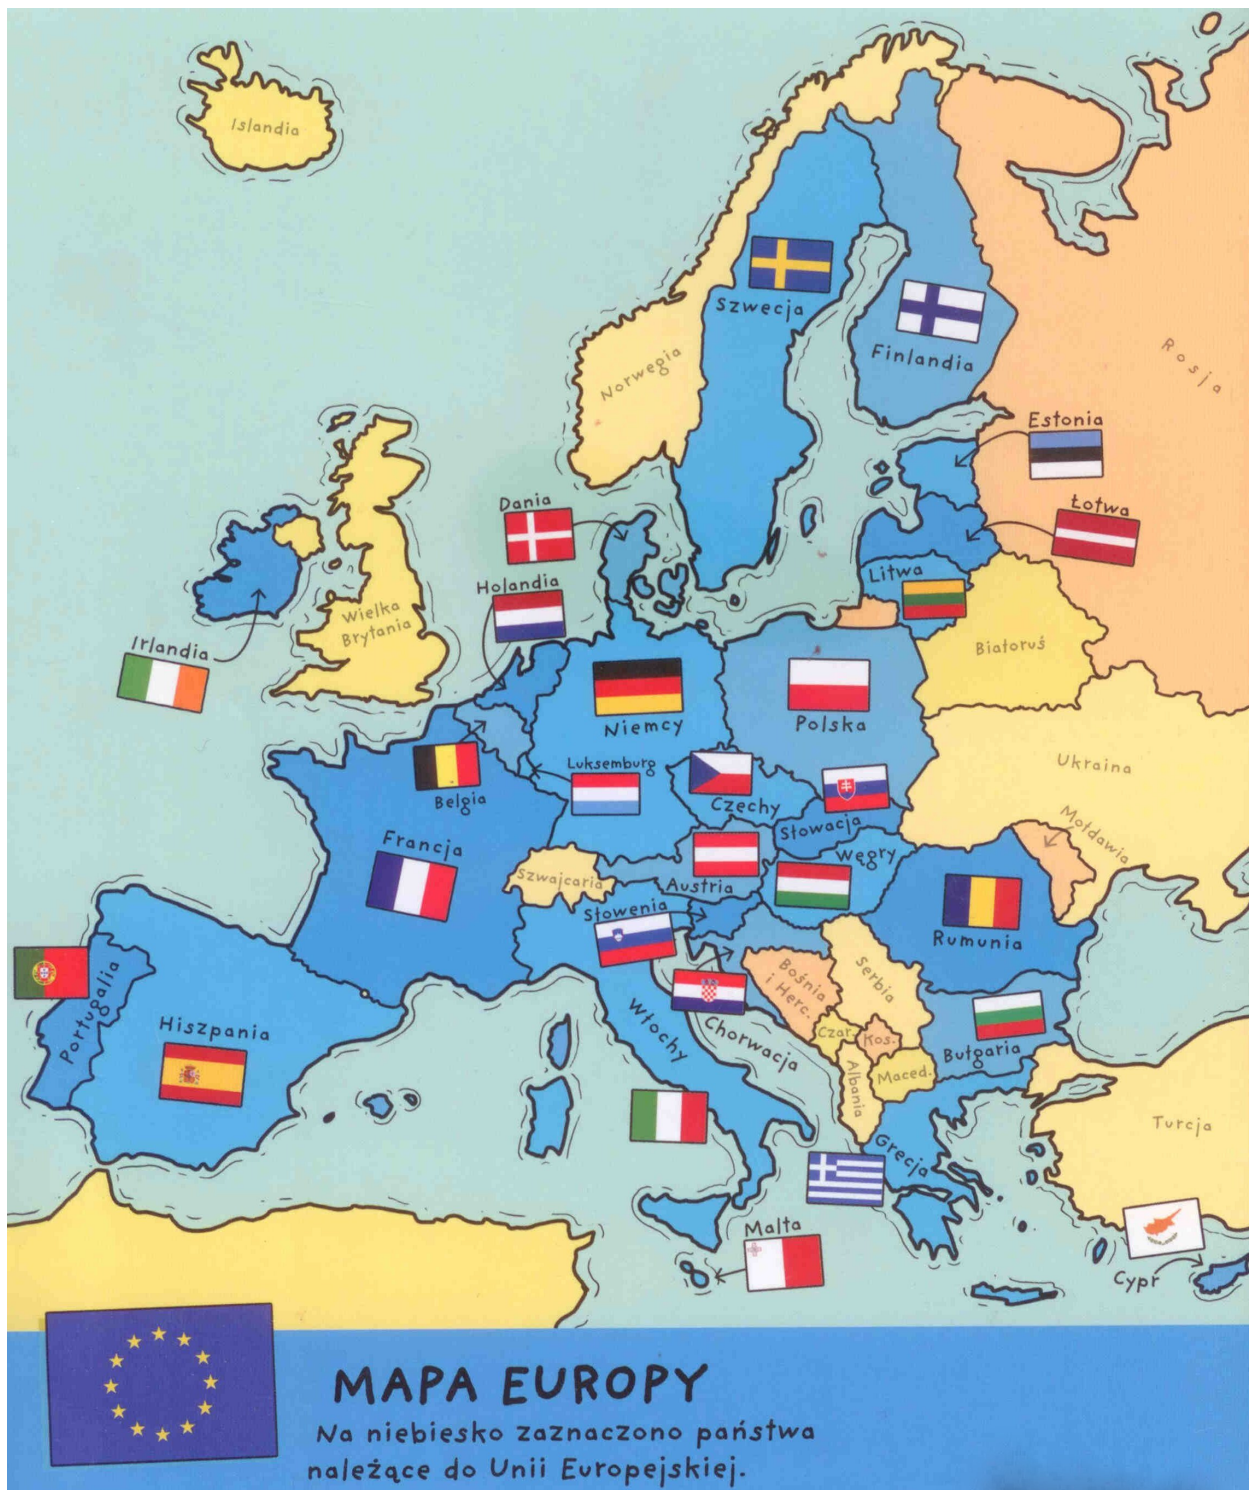 Islandia
Szwecja
Norwegia
Finlandia
Rosja
Estonia
Łotwa
Dania
Litwa
Holandia
Wielka
Brytania
Irlandia
Białoruś
Niemcy
Polska
Ukraina
Luksemburg
Belgia
Czechy
Słowacja
Mołdawia
Francja
Węgry
Szwajcaria
Austria
Słowenia
Rumunia
Portugalia
Bośnia
i Herc.
Serbia
Hiszpania
Włochy
Chorwacja
Czar.
Kos.
Bułgaria
Albania
Maced.
Turcja
Grecja
Malta
Cypr
MAPA EUROPY
Na niebiesko zaznaczono państwa
należące do Unii Europejskiej.